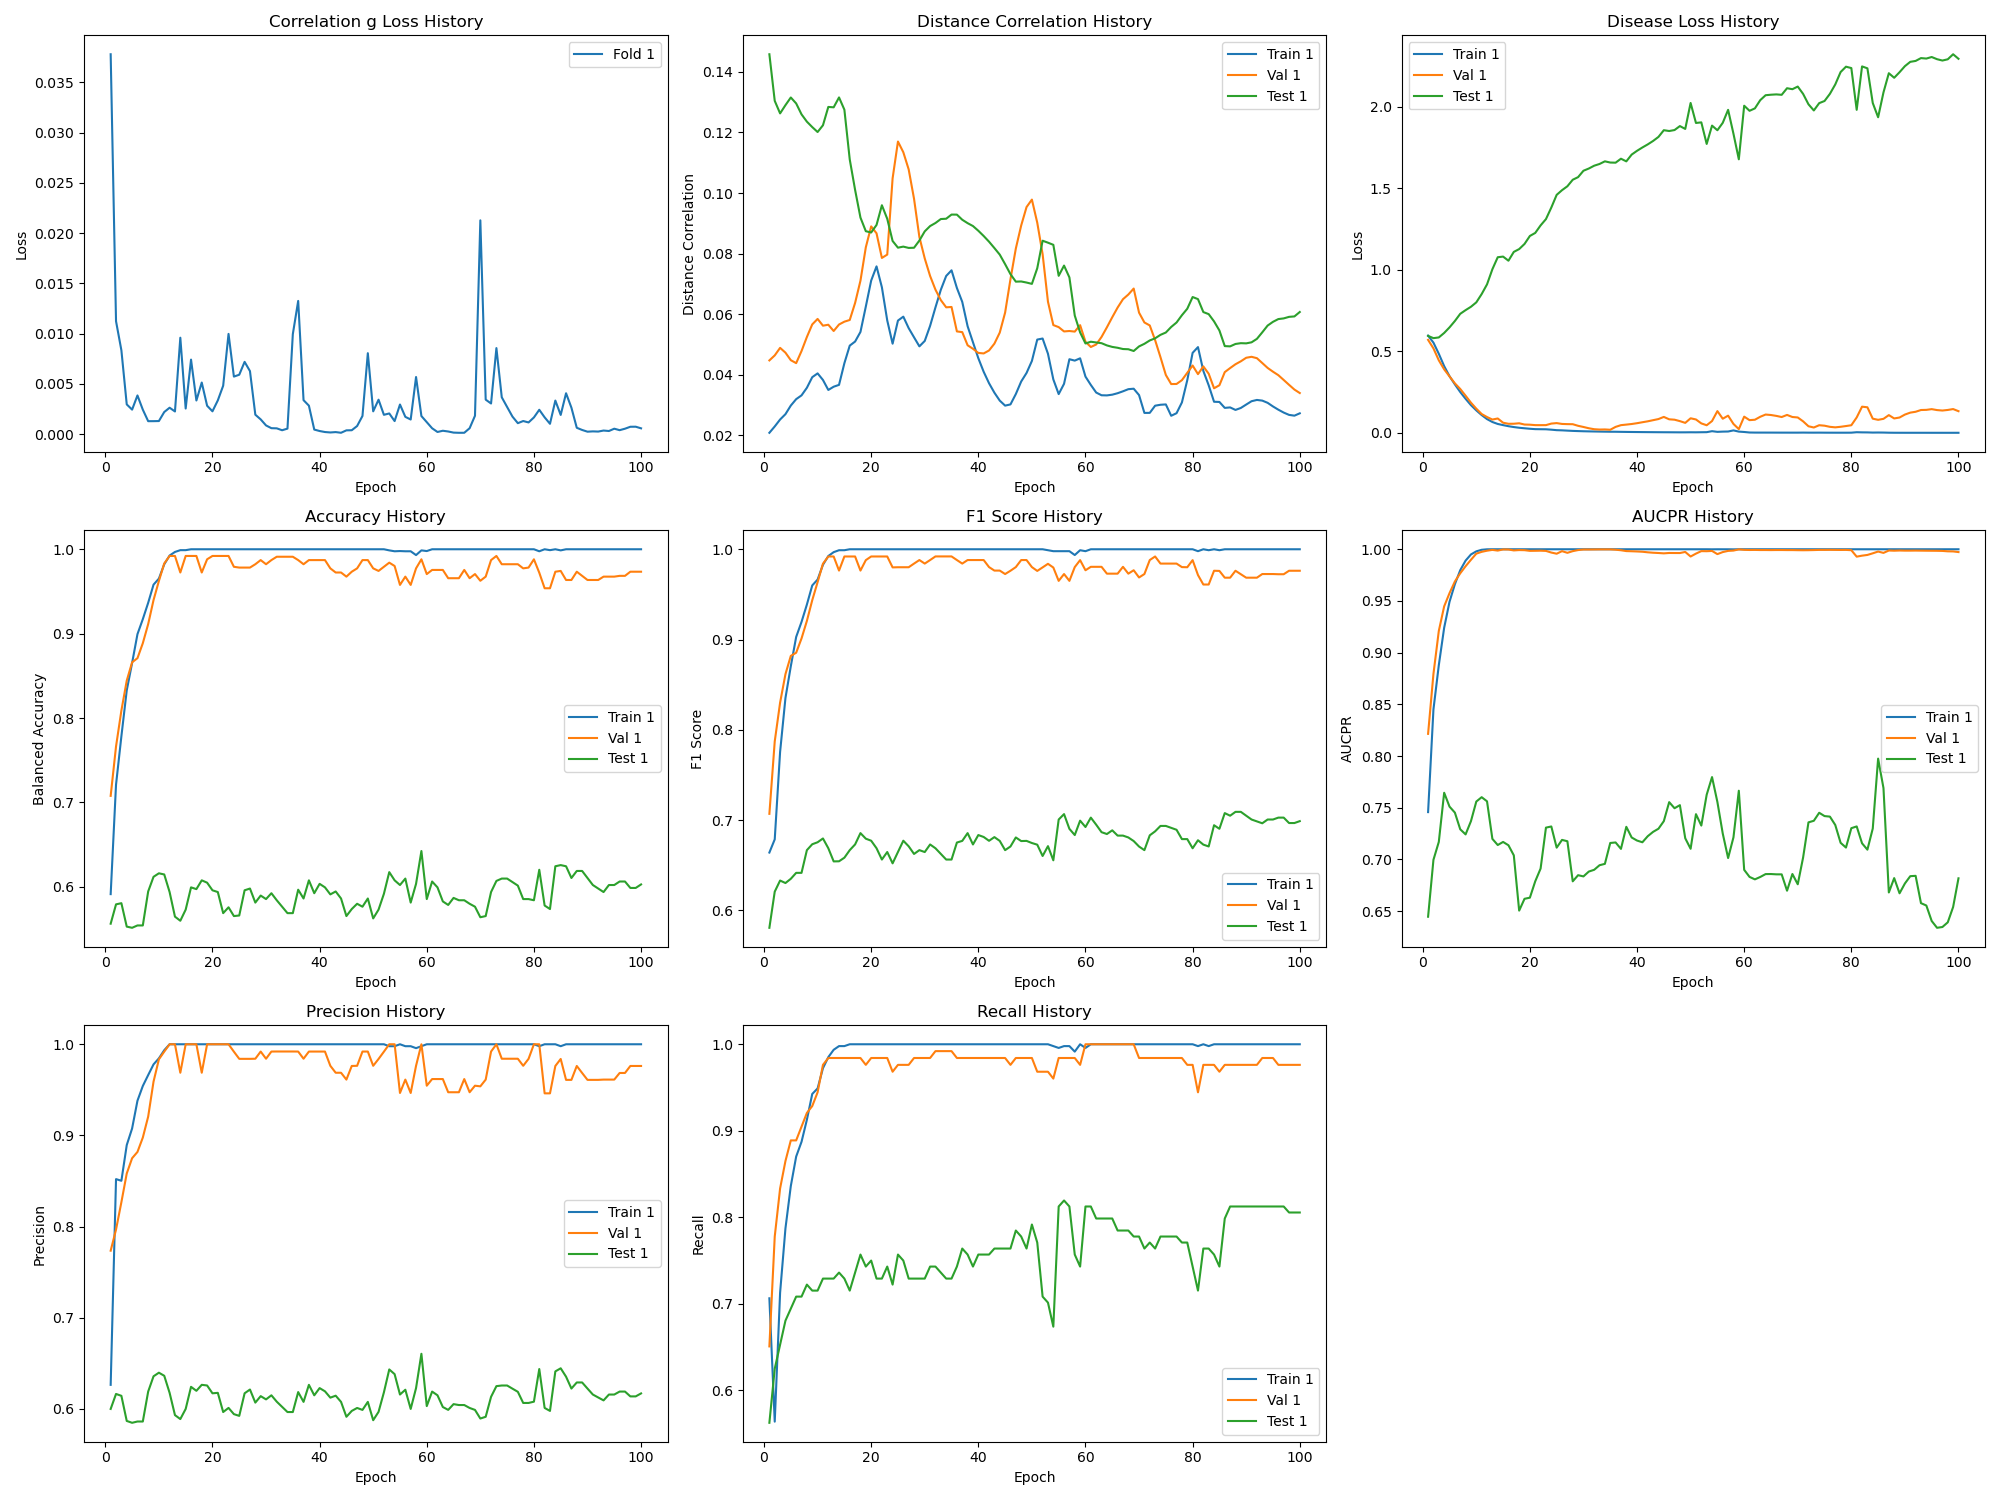 Correlation g Loss History
Loss
0.035
0.030
0.025
0.020
0.015
0.010
0.005
0.000
Fold 1
0 20 40 60 80 100
Epoch
Distance Correlation History
Distance Correlation
0.14
0.12
0.10
0.08
0.06
0.04
0.02
Train 1
Val 1
Test 1
0 20 40 60 80 100
Epoch
Disease Loss History
Loss
2.0
1.5
1.0
0.5
0.0
Train 1
Val 1
Test 1
0 20 40 60 80 100
Epoch
Accuracy History
Balanced Accuracy
1.0
0.9
0.8
0.7
0.6
Train 1
Val 1
Test 1
0 20 40 60 80 100
Epoch
F1 Score History
F1 Score
1.0
0.9
0.8
0.7
0.6
Train 1
Val 1
Test 1
0 20 40 60 80 100
Epoch
AUCPR History
AUCPR
1.00
0.95
0.90
0.85
0.80
0.75
0.70
0.65
Train 1
Val 1
Test 1
0 20 40 60 80 100
Epoch
Precision History
Precision
1.0
0.9
0.8
0.7
0.6
Train 1
Val 1
Test 1
0 20 40 60 80 100
Epoch
Recall History
Recall
1.0
0.9
0.8
0.7
0.6
Train 1
Val 1
Test 1
0 20 40 60 80 100
Epoch